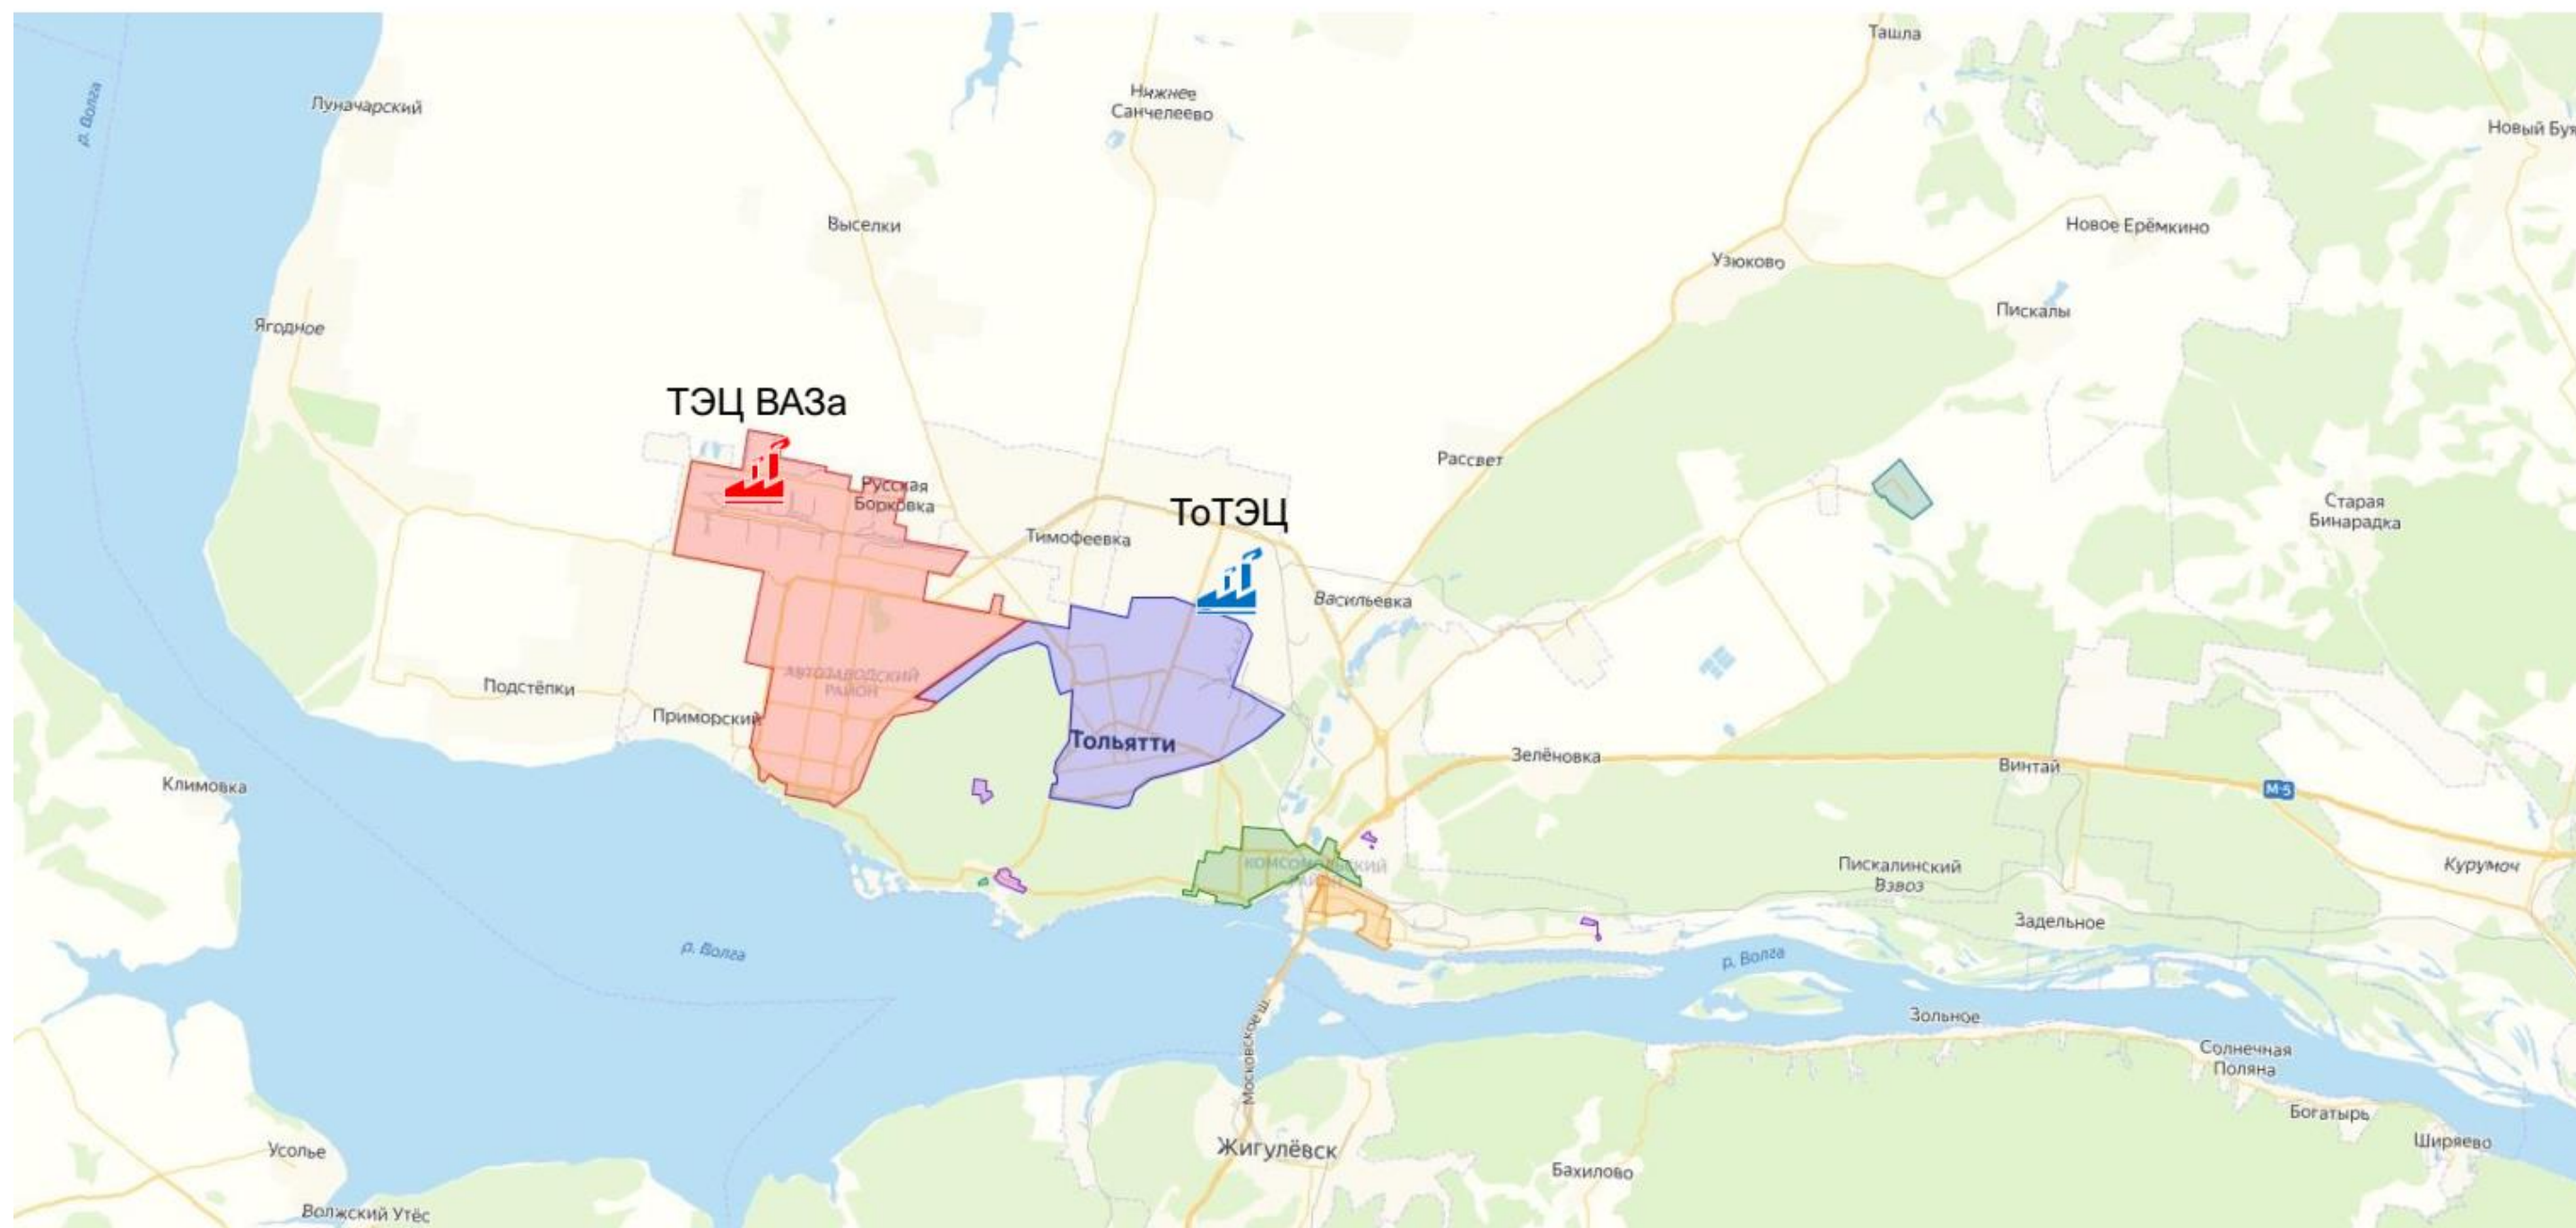 Ташла
р. Волга
Луначарский
Нижнее
Санчелеево
Новый Буя
Выселки
Новое Ерёмкино
Узюково
Пискалы
Ягодное
ТЭЦ ВАЗа
Рассвет
Русская
Борковка
Старая
Бинарадка
ТоТЭЦ
Тимофеевка
Васильевка
АВТОЗАВОДСКИЙ
РАЙОН
Подстёпки
Приморский
Тольятти
Зелёновка
Винтай
Климовка
М-5
КОМСОМОЛЬСКИЙ
РАЙОН
Пискалинский
Взвоз
Курумоч
Задельное
р. Волга
р. Волга
Зольное
Московское ш.
Солнечная
Поляна
Богатырь
Жигулёвск
Ширяево
Усолье
Бахилово
Волжский Утёс